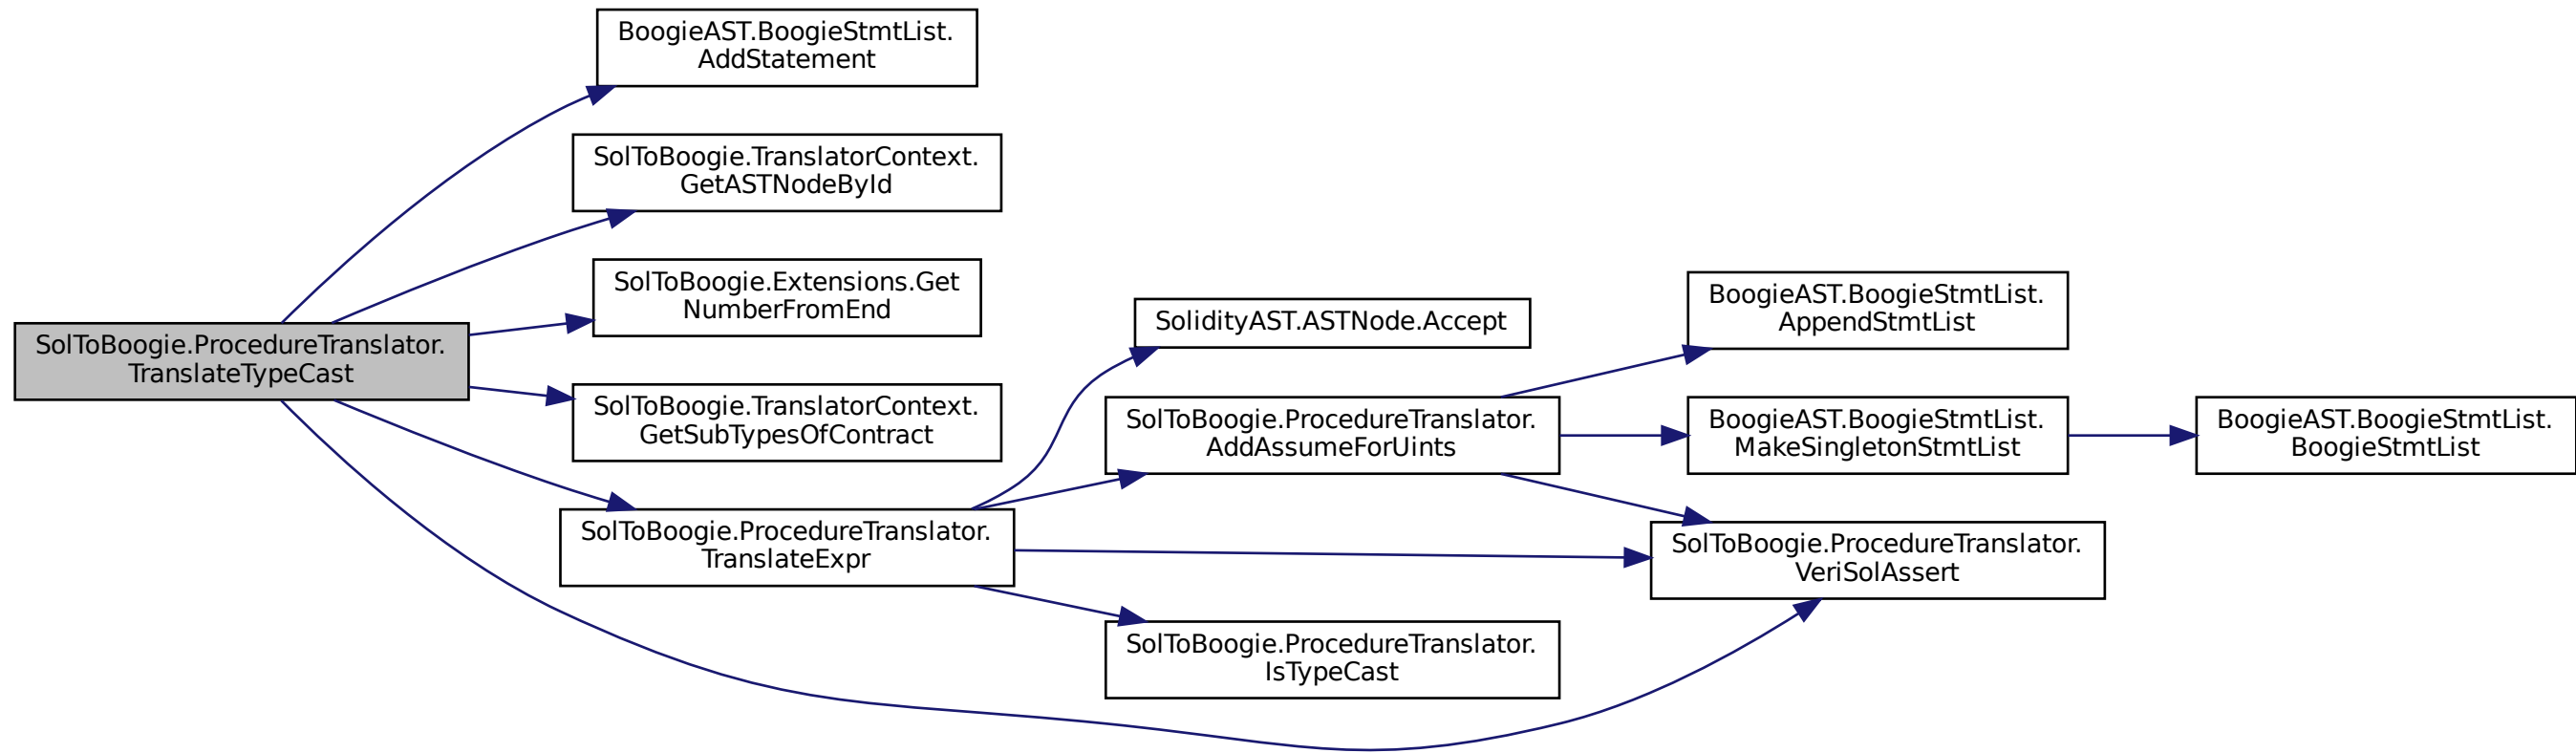 BoogieAST.BoogieStmtList.
AddStatement
SolToBoogie.TranslatorContext.
GetASTNodeById
SolToBoogie.Extensions.Get
NumberFromEnd
SolToBoogie.ProcedureTranslator.
TranslateTypeCast
SolToBoogie.TranslatorContext.
GetSubTypesOfContract
SolToBoogie.ProcedureTranslator.
TranslateExpr
SolidityAST.ASTNode.Accept
SolToBoogie.ProcedureTranslator.
AddAssumeForUints
SolToBoogie.ProcedureTranslator.
IsTypeCast
BoogieAST.BoogieStmtList.
AppendStmtList
BoogieAST.BoogieStmtList.
MakeSingletonStmtList
SolToBoogie.ProcedureTranslator.
VeriSolAssert
BoogieAST.BoogieStmtList.
BoogieStmtList